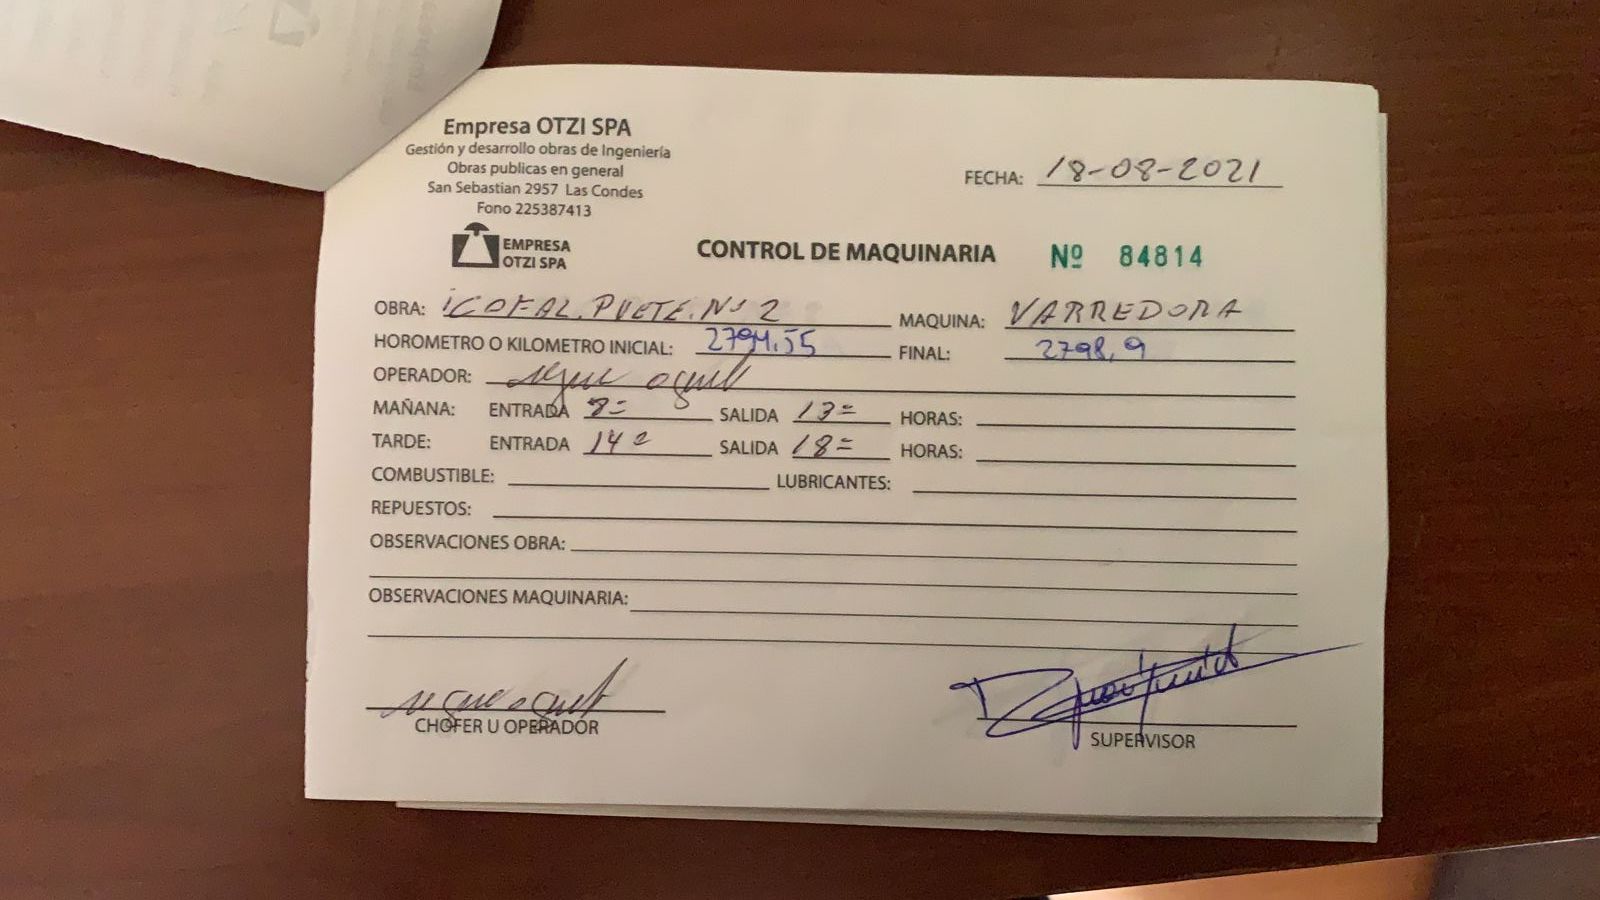 Empresa OTZI SPA
Gestión y desarrollo obras de Ingeniería
Obras publicas en general
San Sebastian 2957 Las Condes
Fono 225387413
FECHA: 18-08-2021
EMPRESA
OTZI SPA
CONTROL DE MAQUINARIA Nº 84814
OBRA: ICOFAL. PUETE. Nº 2 MAQUINA: VARREDORA
HOROMETRO O KILOMETRO INICIAL: 2794.55 FINAL: 2798,9
OPERADOR:
MAÑANA: ENTRADA 8= SALIDA 13= HORAS:
TARDE: ENTRADA 14= SALIDA 18= HORAS:
COMBUSTIBLE: LUBRICANTES:
REPUESTOS:
OBSERVACIONES OBRA:
OBSERVACIONES MAQUINARIA:
CHOFER U OPERADOR
SUPERVISOR